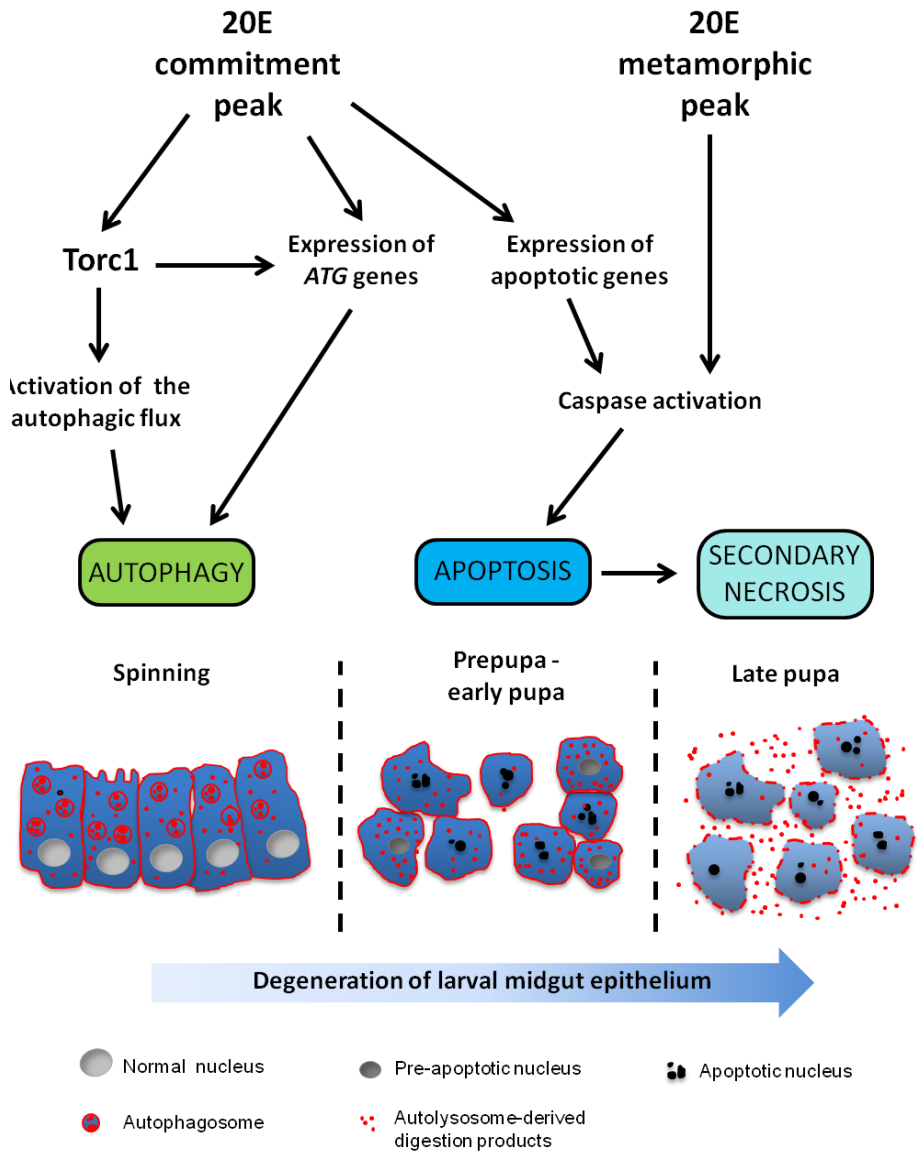 20E
commitment
peak
20E
metamorphic
peak
Torc1
Expression of
ATG genes
Expression of
apoptotic genes
Activation of the
autophagic flux
Caspase activation
AUTOPHAGY
APOPTOSIS
SECONDARY
NECROSIS
Spinning
Prepupa -
early pupa
Late pupa
Degeneration of larval midgut epithelium
Normal nucleus
Pre-apoptotic nucleus
Apoptotic nucleus
Autophagosome
Autolysosome-derived
digestion products